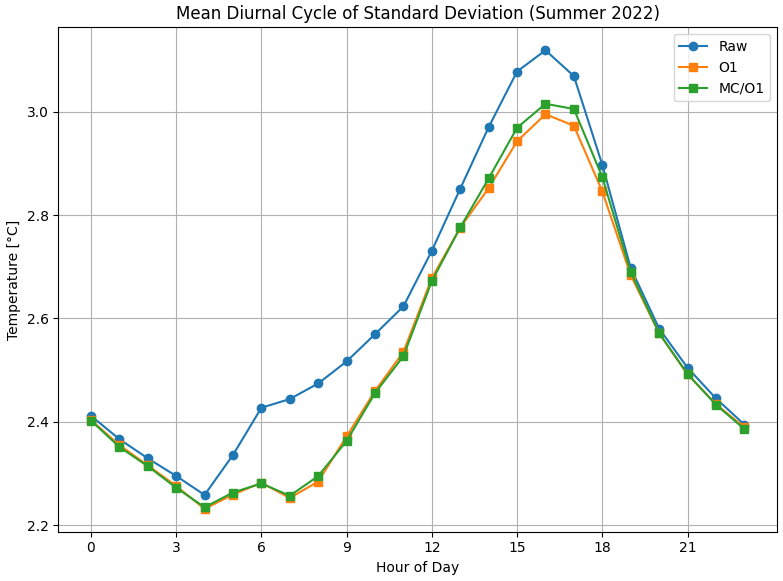 Mean Diurnal Cycle of Standard Deviation (Summer 2022)
Raw
O1
MC/O1
Temperature [°C]
3.0
2.8
2.6
2.4
2.2
0 3 6 9 12 15 18 21
Hour of Day